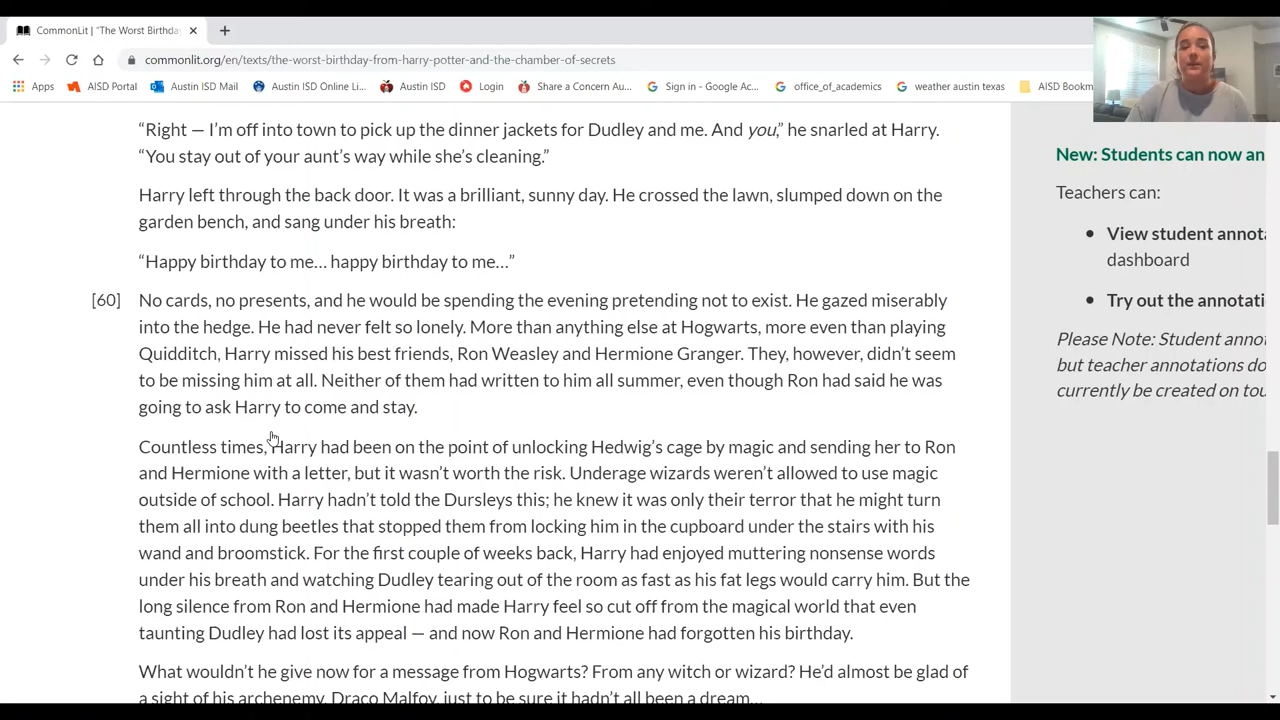 CommonLit | "The Worst Birthda
commonlit.org/en/texts/the-worst-birthday-from-harry-potter-and-the-chamber-of-secrets
Apps AISD Portal Austin ISD Mail Austin ISD Online Li... Austin ISD Login Share a Concern Au... Sign in - Google Ac... office_of_academics weather austin texas AISD Bookm
“Right — I’m off into town to pick up the dinner jackets for Dudley and me. And you,” he snarled at Harry.
“You stay out of your aunt’s way while she’s cleaning.”
Harry left through the back door. It was a brilliant, sunny day. He crossed the lawn, slumped down on the
garden bench, and sang under his breath:
“Happy birthday to me… happy birthday to me…”
[60] No cards, no presents, and he would be spending the evening pretending not to exist. He gazed miserably
into the hedge. He had never felt so lonely. More than anything else at Hogwarts, more even than playing
Quidditch, Harry missed his best friends, Ron Weasley and Hermione Granger. They, however, didn’t seem
to be missing him at all. Neither of them had written to him all summer, even though Ron had said he was
going to ask Harry to come and stay.
Countless times, Harry had been on the point of unlocking Hedwig’s cage by magic and sending her to Ron
and Hermione with a letter, but it wasn’t worth the risk. Underage wizards weren’t allowed to use magic
outside of school. Harry hadn’t told the Dursleys this; he knew it was only their terror that he might turn
them all into dung beetles that stopped them from locking him in the cupboard under the stairs with his
wand and broomstick. For the first couple of weeks back, Harry had enjoyed muttering nonsense words
under his breath and watching Dudley tearing out of the room as fast as his fat legs would carry him. But the
long silence from Ron and Hermione had made Harry feel so cut off from the magical world that even
taunting Dudley had lost its appeal — and now Ron and Hermione had forgotten his birthday.
What wouldn’t he give now for a message from Hogwarts? From any witch or wizard? He’d almost be glad of
a sight of his archenemy, Draco Malfoy, just to be sure it hadn’t all been a dream…
New: Students can now an
Teachers can:
View student annota
dashboard
Try out the annotati
Please Note: Student annot
but teacher annotations do
currently be created on tou